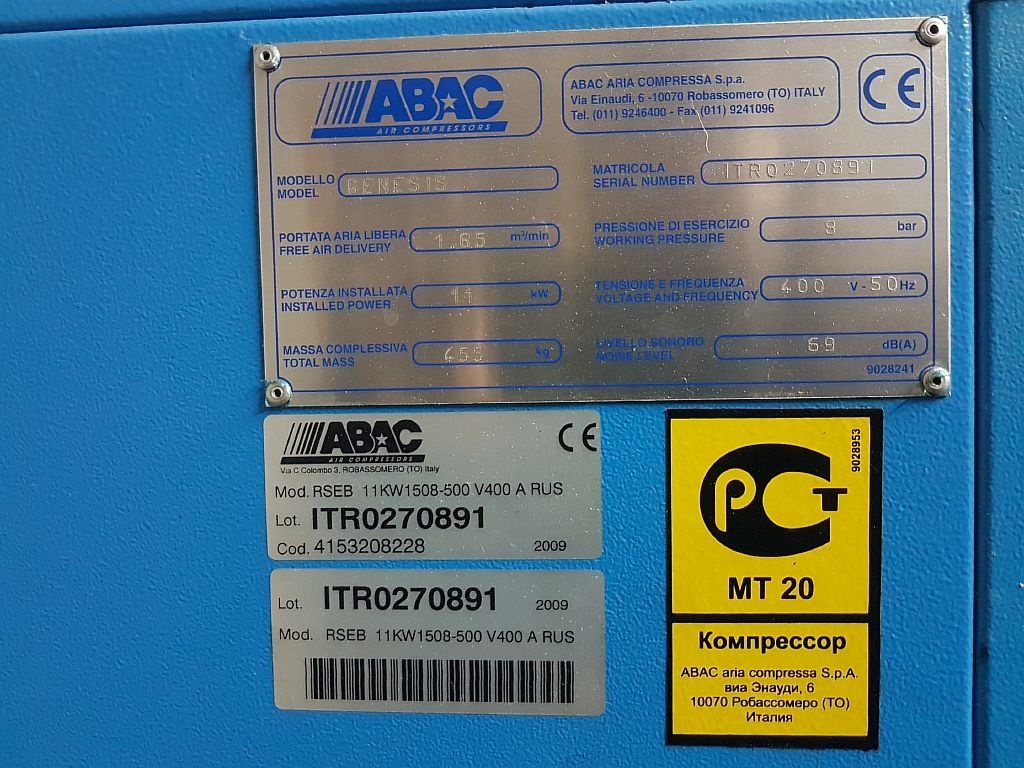 ABAC
AIR COMPRESSORS
ABAC ARIA COMPRESSA S.p.a.
Via Einaudi, 6 -10070 Robassomero (TO) ITALY
Tel. (011) 9246400 - Fax (011) 9241096
CE
MODELLO
MODEL
GENESIS
MATRICOLA
SERIAL NUMBER
ITR0270891
PORTATA ARIA LIBERA
FREE AIR DELIVERY
1.65 m³/min
PRESSIONE DI ESERCIZIO
WORKING PRESSURE
8 bar
POTENZA INSTALLATA
INSTALLED POWER
11 kW
TENSIONE E FREQUENZA
VOLTAGE AND FREQUENCY
400 V - 50 Hz
MASSA COMPLESSIVA
TOTAL MASS
455 kg
LIVELLO SONORO
NOISE LEVEL
69 dB(A)
9028241
ABAC
AIR COMPRESSORS
CE
Via C.Colombo 3, ROBASSOMERO (TO) Italy
Mod. RSEB 11KW1508-500 V400 A RUS
Lot. ITR0270891
Cod. 4153208228 2009
Lot. ITR0270891 2009
Mod. RSEB 11KW1508-500 V400 A RUS
9028953
РСТ
МТ 20
Компрессор
ABAC aria compressa S.p.A.
виа Энауди, 6
10070 Робассомеро (ТО)
Италия